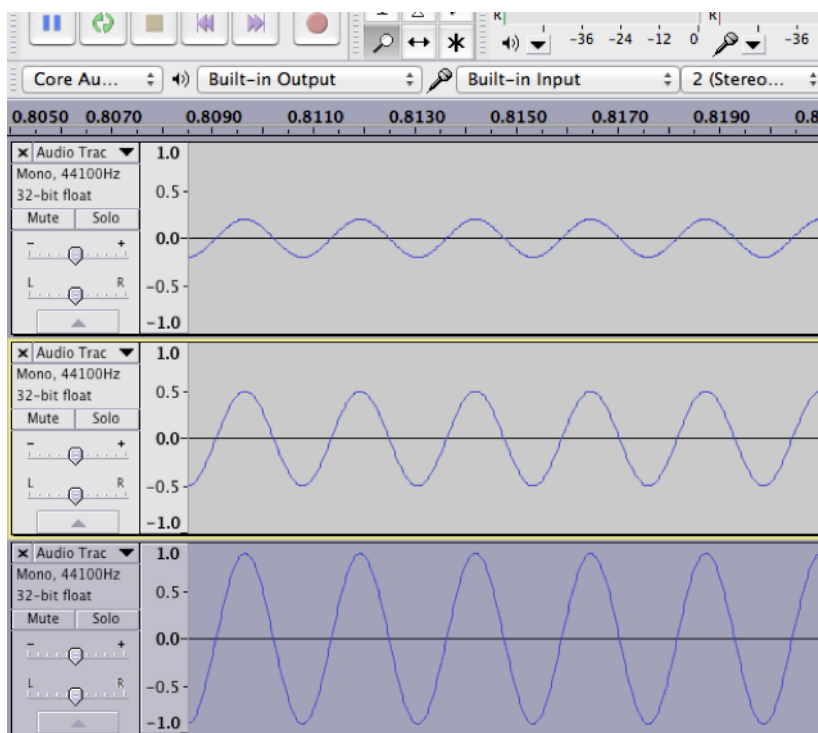 R R
-36 -24 -12 0 -36
Core Au... Built-in Output Built-in Input 2 (Stereo...
0.8050 0.8070 0.8090 0.8110 0.8130 0.8150 0.8170 0.8190 0.8
Audio Trac 1.0
Mono, 44100Hz
32-bit float 0.5
Mute Solo
- + 0.0
L R -0.5
-1.0
Audio Trac 1.0
Mono, 44100Hz
32-bit float 0.5
Mute Solo
- + 0.0
L R -0.5
-1.0
Audio Trac 1.0
Mono, 44100Hz
32-bit float 0.5
Mute Solo
- + 0.0
L R -0.5
-1.0